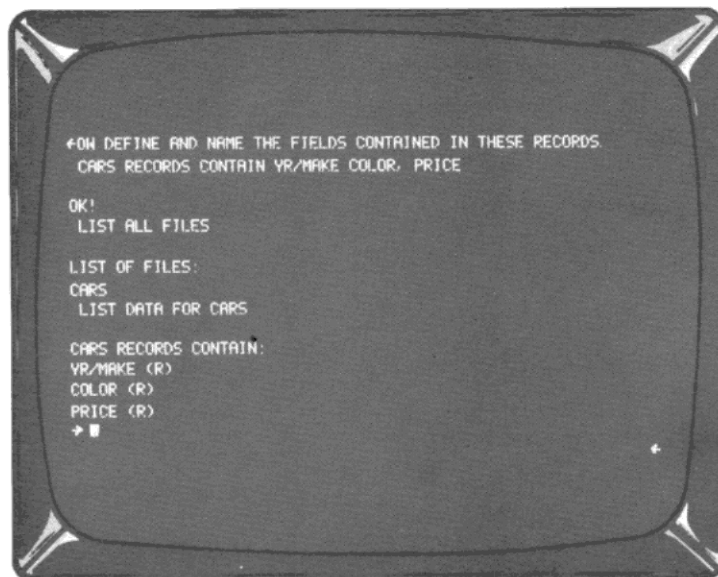 ←OW DEFINE AND NAME THE FIELDS CONTAINED IN THESE RECORDS.
CARS RECORDS CONTAIN YR/MAKE COLOR, PRICE
OK!
LIST ALL FILES
LIST OF FILES:
CARS
LIST DATA FOR CARS
CARS RECORDS CONTAIN:
YR/MAKE (R)
COLOR (R)
PRICE (R)
→
←